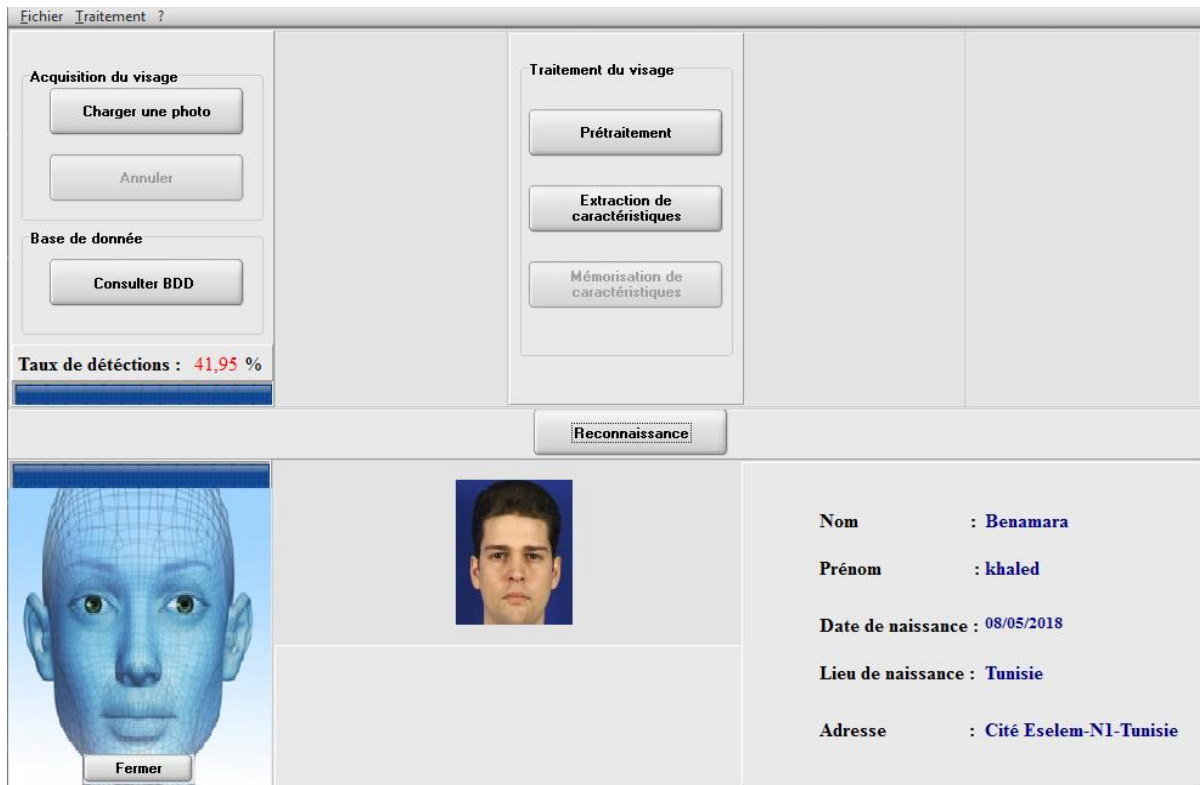 Fichier Traitement ?
Acquisition du visage
Charger une photo
Annuler
Base de donnée
Consulter BDD
Taux de détéctions : 41,95 %
Traitement du visage
Prétraitement
Extraction de
caractéristiques
Mémorisation de
caractéristiques
Reconnaissance
Fermer
Nom : Benamara
Prénom : khaled
Date de naissance : 08/05/2018
Lieu de naissance : Tunisie
Adresse : Cité Eselem-N1-Tunisie